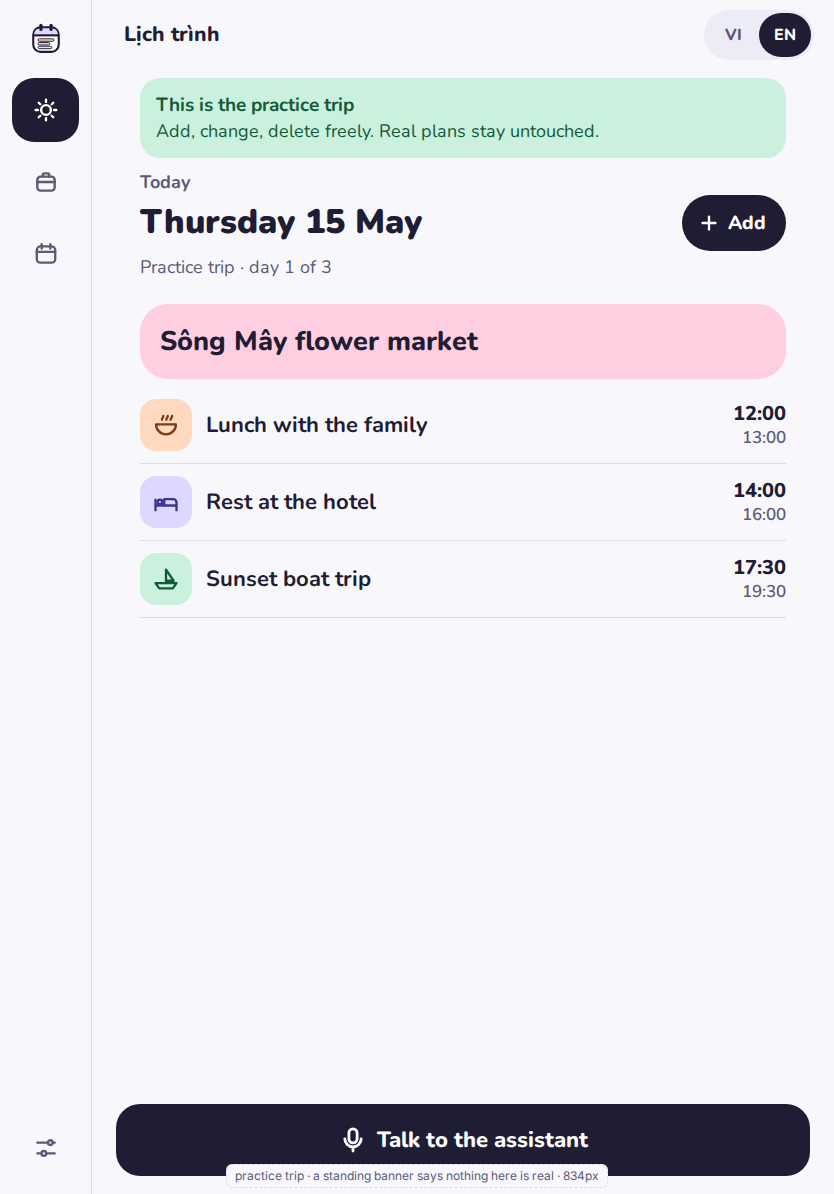 Lịch trình
VI EN
This is the practice trip
Add, change, delete freely. Real plans stay untouched.
Today
Thursday 15 May
+ Add
Practice trip · day 1 of 3
Sông Mây flower market
Lunch with the family
12:00
13:00
Rest at the hotel
14:00
16:00
Sunset boat trip
17:30
19:30
Talk to the assistant
practice trip · a standing banner says nothing here is real · 834px